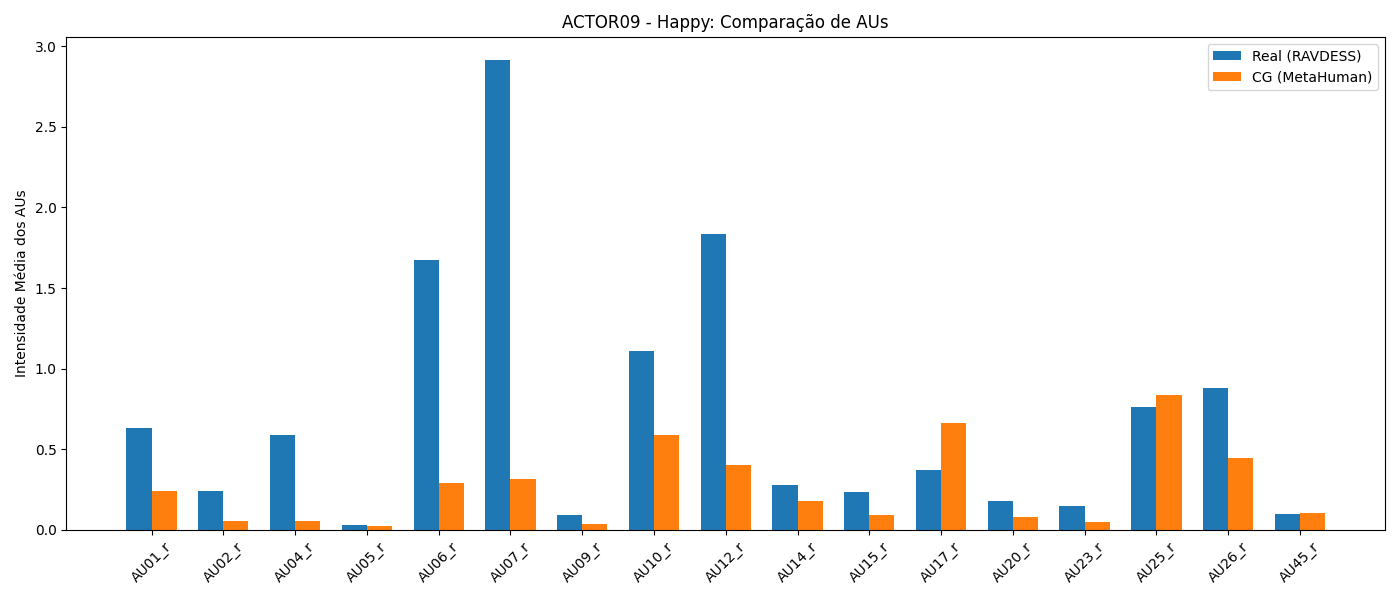 ACTOR09 - Happy: Comparação de AUs
Real (RAVDESS)
CG (MetaHuman)
Intensidade Média dos AUs
3.0
2.5
2.0
1.5
1.0
0.5
0.0
AU01_r
AU02_r
AU04_r
AU05_r
AU06_r
AU07_r
AU09_r
AU10_r
AU12_r
AU14_r
AU15_r
AU17_r
AU20_r
AU23_r
AU25_r
AU26_r
AU45_r